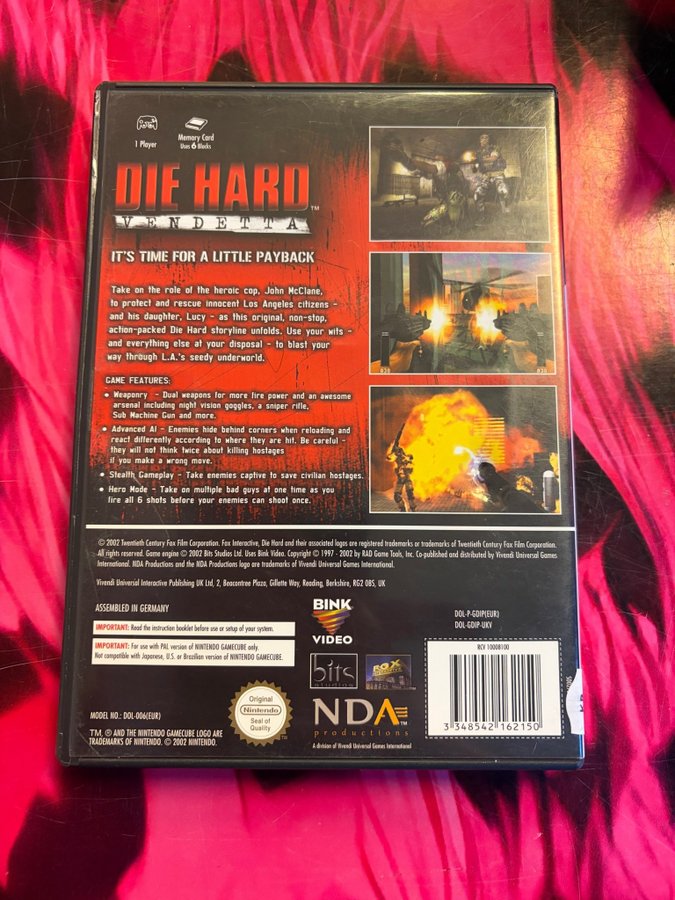 1 Player
Memory Card
Uses 6 Blocks
DIE HARD™
VENDETTA
IT'S TIME FOR A LITTLE PAYBACK
Take on the role of the heroic cop, John McClane,
to protect and rescue innocent Los Angeles citizens -
and his daughter, Lucy - as this original, non-stop,
action-packed Die Hard storyline unfolds. Use your wits -
and everything else at your disposal - to blast your
way through L.A.'s seedy underworld.
GAME FEATURES:
• Weaponry - Dual weapons for more fire power and an awesome
arsenal including night vision goggles, a sniper rifle,
Sub Machine Gun and more.
• Advanced AI - Enemies hide behind corners when reloading and
react differently according to where they are hit. Be careful -
they will not think twice about killing hostages
if you make a wrong move.
• Stealth Gameplay - Take enemies captive to save civilian hostages.
• Hero Mode - Take on multiple bad guys at one time as you
fire all 6 shots before your enemies can shoot once.
© 2002 Twentieth Century Fox Film Corporation. Fox Interactive, Die Hard and their associated logos are registered trademarks or trademarks of Twentieth Century Fox Film Corporation.
All rights reserved. Game engine © 2002 Bits Studios Ltd. Uses Bink Video. Copyright © 1997 - 2002 by RAD Game Tools, Inc. Co-published and distributed by Vivendi Universal Games
International. NDA Productions and the NDA Productions logo are trademarks of Vivendi Universal Games International.
Vivendi Universal Interactive Publishing UK Ltd, 2, Beacontree Plaza, Gillette Way, Reading, Berkshire, RG2 0BS, UK
ASSEMBLED IN GERMANY
IMPORTANT: Read the instruction booklet before use or setup of your system.
IMPORTANT: For use with PAL version of NINTENDO GAMECUBE only.
Not compatible with Japanese, U.S. or Brazilian version of NINTENDO GAMECUBE.
MODEL NO.: DOL-006(EUR)
TM, ® AND THE NINTENDO GAMECUBE LOGO ARE
TRADEMARKS OF NINTENDO. © 2002 NINTENDO.
Original
Nintendo
Seal of
Quality
BINK
VIDEO
bits
studios
FOX
NDA™
productions
A division of Vivendi Universal Games International
DOL-P-GDIP(EUR)
DOL-GDIP-UKV
RCV 10008100
3 348542 162150